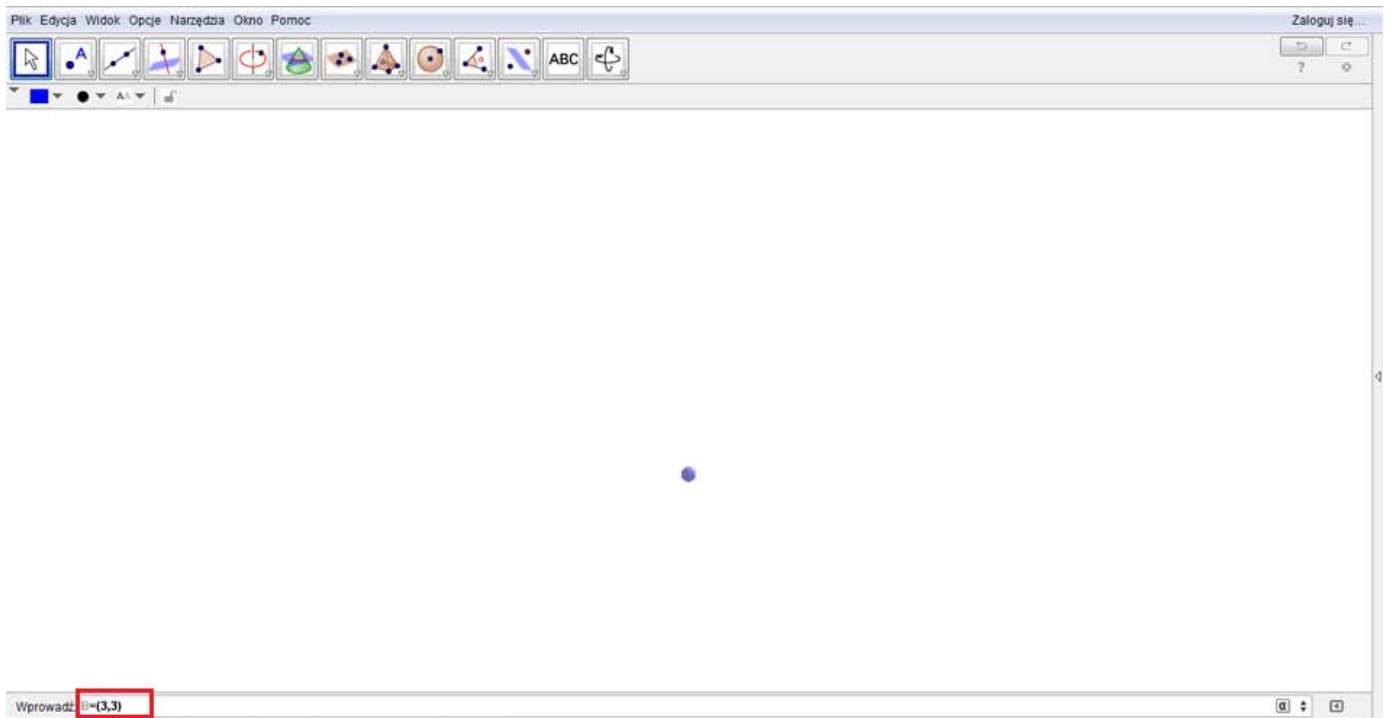 Plik Edycja Widok Opcje Narzędzia Okno Pomoc
Zaloguj się...
A
ABC
?
Wprowadź: B=(3,3)
α